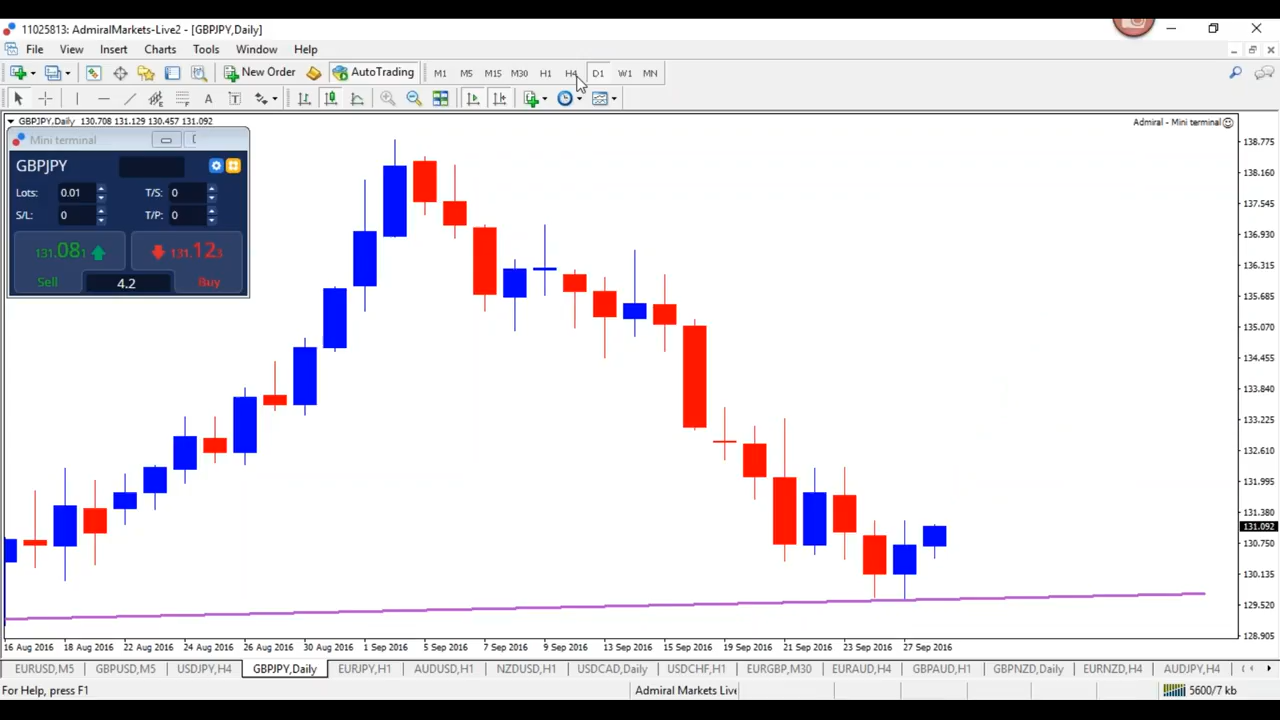 11025813: AdmiralMarkets-Live2 - [GBPJPY,Daily]
File View Insert Charts Tools Window Help
New Order AutoTrading M1 M5 M15 M30 H1 H4 D1 W1 MN
A T
GBPJPY,Daily 130.708 131.129 130.457 131.092
Admiral - Mini terminal
Mini terminal
GBPJPY
Lots: 0.01 T/S: 0
S/L: 0 T/P: 0
131.081 131.123
Sell 4.2 Buy
138.775
138.160
137.545
136.930
136.315
135.685
135.070
134.455
133.840
133.225
132.610
131.995
131.380
131.092
130.750
130.135
129.520
128.905
16 Aug 2016 18 Aug 2016 22 Aug 2016 24 Aug 2016 26 Aug 2016 30 Aug 2016 1 Sep 2016 5 Sep 2016 7 Sep 2016 9 Sep 2016 13 Sep 2016 15 Sep 2016 19 Sep 2016 21 Sep 2016 23 Sep 2016 27 Sep 2016
EURUSD,M5 GBPUSD,M5 USDJPY,H4 GBPJPY,Daily EURJPY,H1 AUDUSD,H1 NZDUSD,H1 USDCAD,Daily USDCHF,H1 EURGBP,M30 EURAUD,H4 GBPAUD,H1 GBPNZD,Daily EURNZD,H4 AUDJPY,H4
For Help, press F1 Admiral Markets Live 5600/7 kb